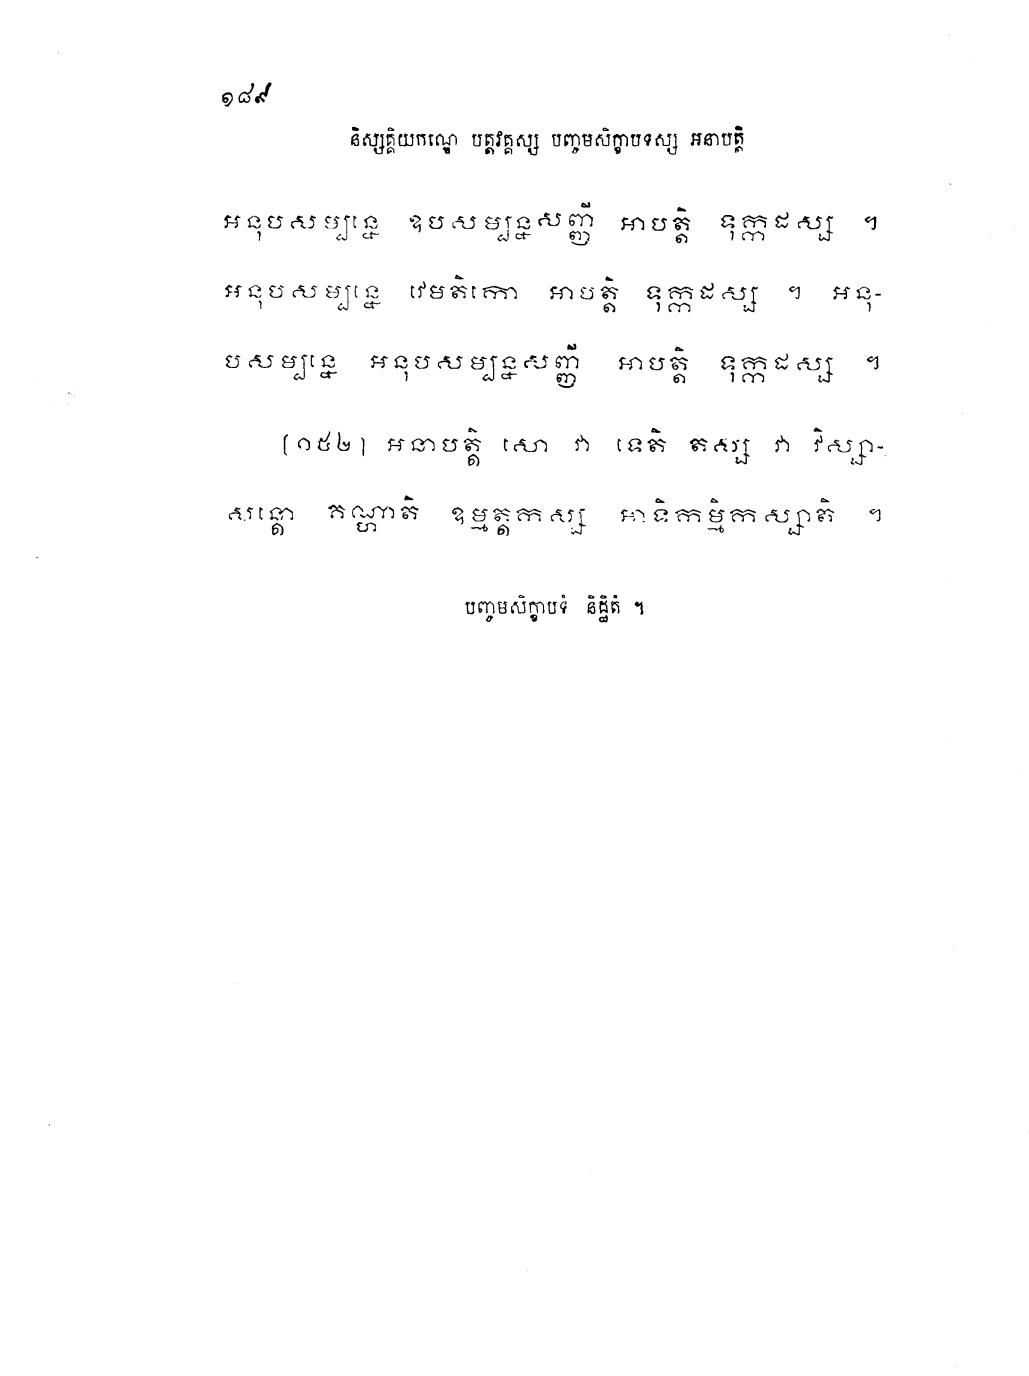 ១៨៩
និស្សគ្គិយកណ្ឌេ បត្តវគ្គស្ស បញ្ចមសិក្ខាបទស្ស អនាបត្តិ
អនុបសម្បន្នេ ឧបសម្បន្នសញ្ញី អាបត្តិ ទុក្កដស្ស ។
អនុបសម្បន្នេ វេមតិកោ អាបត្តិ ទុក្កដស្ស ។ អនុ-
បសម្បន្នេ អនុបសម្បន្នសញ្ញី អាបត្តិ ទុក្កដស្ស ។
[១៥២] អនាបត្តិ សោ វា ទេតិ តស្ស វា វិស្សា-
សន្តោ គណ្ហាតិ ឧម្មត្តកស្ស អាទិកម្មិកស្សាតិ ។
បញ្ចមសិក្ខាបទំ និដ្ឋិតំ ។